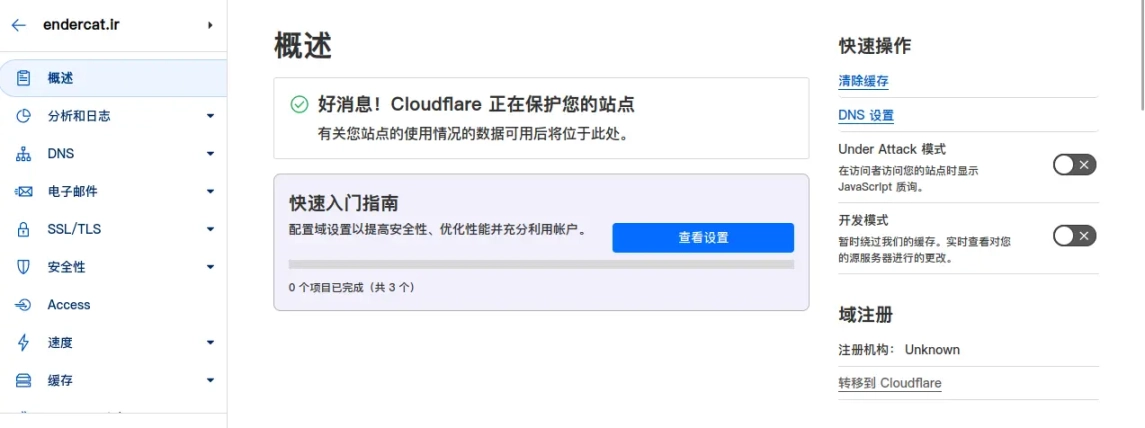 endercat.ir
概述
分析和日志
DNS
电子邮件
SSL/TLS
安全性
Access
速度
缓存
概述
好消息！Cloudflare 正在保护您的站点
有关您站点的使用情况的数据可用后将位于此处。
快速入门指南
配置域设置以提高安全性、优化性能并充分利用帐户。
查看设置
0 个项目已完成（共 3 个）
快速操作
清除缓存
DNS 设置
Under Attack 模式
在访问者访问您的站点时显示
JavaScript 质询。
开发模式
暂时绕过我们的缓存。实时查看对您
的源服务器进行的更改。
域注册
注册机构： Unknown
转移到 Cloudflare